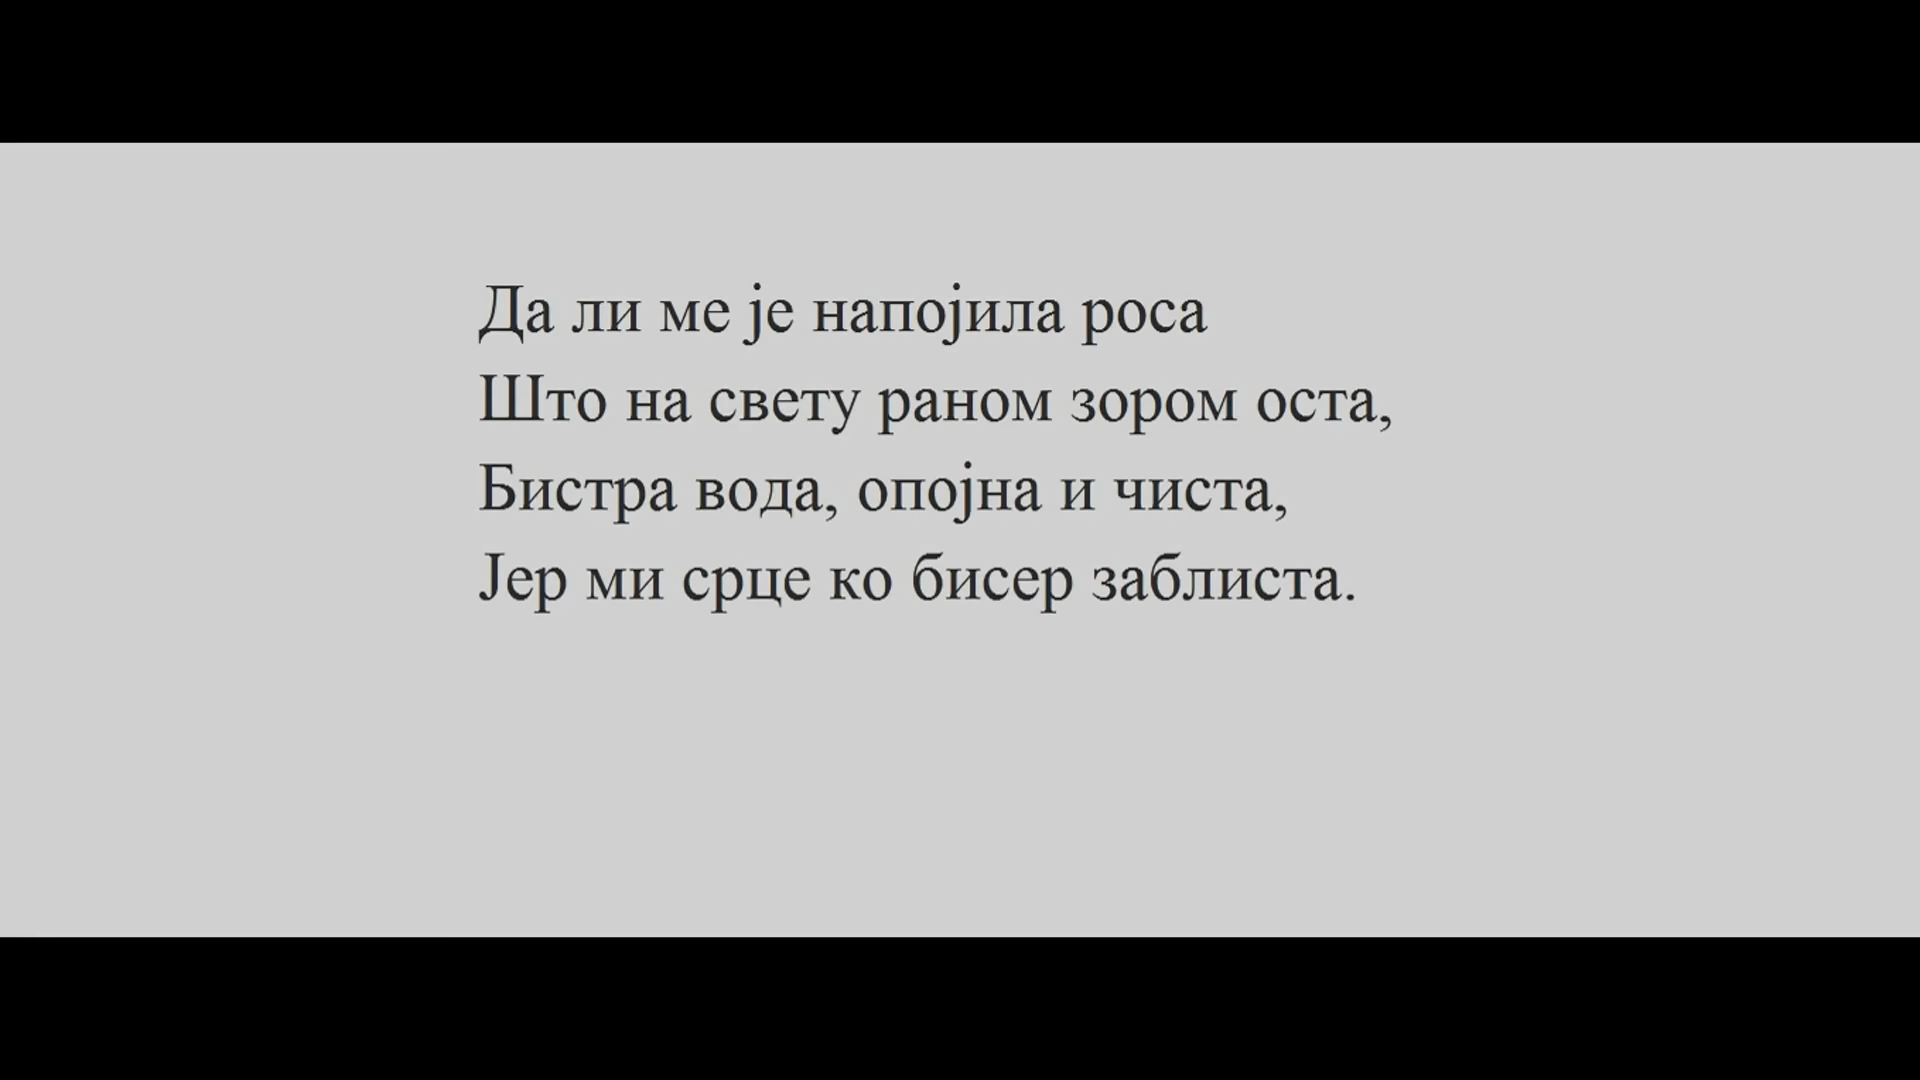 Да ли ме је напојила роса
Што на свету раном зором оста,
Бистра вода, опојна и чиста,
Јер ми срце ко бисер заблиста.